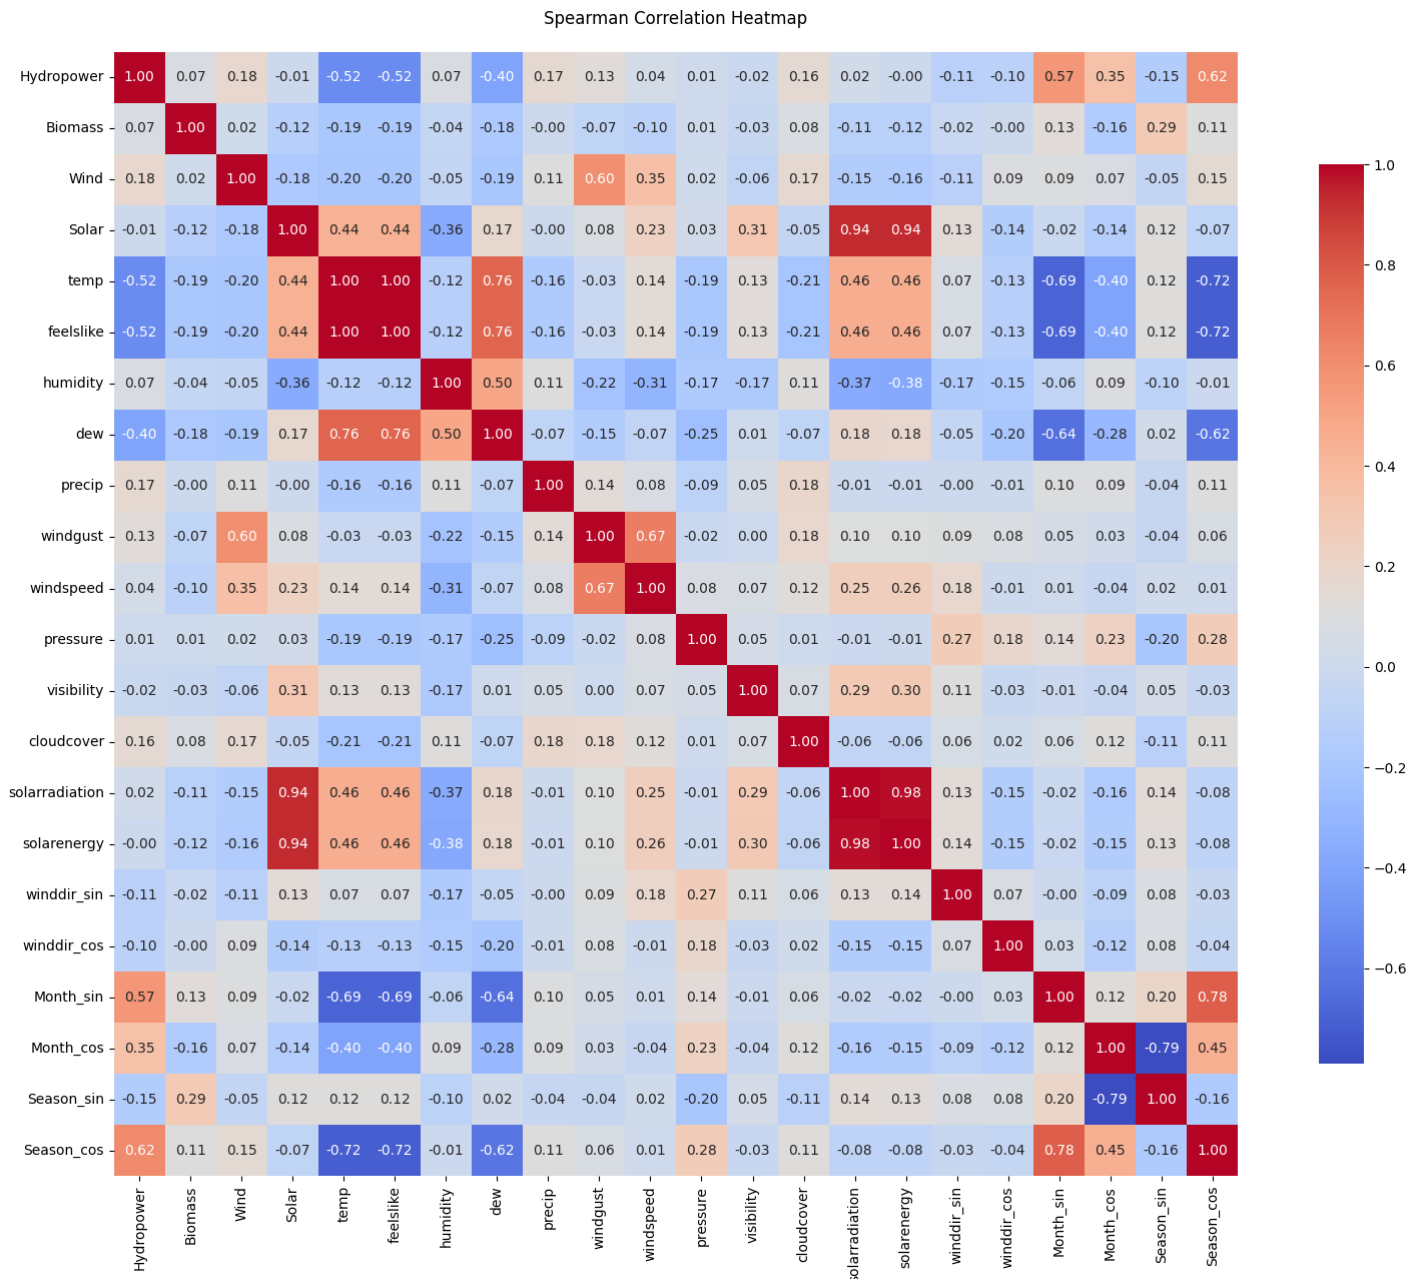 Spearman Correlation Heatmap
Hydropower 1.00 0.07 0.18 -0.01 -0.52 -0.52 0.07 -0.40 0.17 0.13 0.04 0.01 -0.02 0.16 0.02 -0.00 -0.11 -0.10 0.57 0.35 -0.15 0.62
Biomass 0.07 1.00 0.02 -0.12 -0.19 -0.19 -0.04 -0.18 -0.00 -0.07 -0.10 0.01 -0.03 0.08 -0.11 -0.12 -0.02 -0.00 0.13 -0.16 0.29 0.11
Wind 0.18 0.02 1.00 -0.18 -0.20 -0.20 -0.05 -0.19 0.11 0.60 0.35 0.02 -0.06 0.17 -0.15 -0.16 -0.11 0.09 0.09 0.07 -0.05 0.15
Solar -0.01 -0.12 -0.18 1.00 0.44 0.44 -0.36 0.17 -0.00 0.08 0.23 0.03 0.31 -0.05 0.94 0.94 0.13 -0.14 -0.02 -0.14 0.12 -0.07
temp -0.52 -0.19 -0.20 0.44 1.00 1.00 -0.12 0.76 -0.16 -0.03 0.14 -0.19 0.13 -0.21 0.46 0.46 0.07 -0.13 -0.69 -0.40 0.12 -0.72
feelslike -0.52 -0.19 -0.20 0.44 1.00 1.00 -0.12 0.76 -0.16 -0.03 0.14 -0.19 0.13 -0.21 0.46 0.46 0.07 -0.13 -0.69 -0.40 0.12 -0.72
humidity 0.07 -0.04 -0.05 -0.36 -0.12 -0.12 1.00 0.50 0.11 -0.22 -0.31 -0.17 -0.17 0.11 -0.37 -0.38 -0.17 -0.15 -0.06 0.09 -0.10 -0.01
dew -0.40 -0.18 -0.19 0.17 0.76 0.76 0.50 1.00 -0.07 -0.15 -0.07 -0.25 0.01 -0.07 0.18 0.18 -0.05 -0.20 -0.64 -0.28 0.02 -0.62
precip 0.17 -0.00 0.11 -0.00 -0.16 -0.16 0.11 -0.07 1.00 0.14 0.08 -0.09 0.05 0.18 -0.01 -0.01 -0.00 -0.01 0.10 0.09 -0.04 0.11
windgust 0.13 -0.07 0.60 0.08 -0.03 -0.03 -0.22 -0.15 0.14 1.00 0.67 -0.02 0.00 0.18 0.10 0.10 0.09 0.08 0.05 0.03 -0.04 0.06
windspeed 0.04 -0.10 0.35 0.23 0.14 0.14 -0.31 -0.07 0.08 0.67 1.00 0.08 0.07 0.12 0.25 0.26 0.18 -0.01 0.01 -0.04 0.02 0.01
pressure 0.01 0.01 0.02 0.03 -0.19 -0.19 -0.17 -0.25 -0.09 -0.02 0.08 1.00 0.05 0.01 -0.01 -0.01 0.27 0.18 0.14 0.23 -0.20 0.28
visibility -0.02 -0.03 -0.06 0.31 0.13 0.13 -0.17 0.01 0.05 0.00 0.07 0.05 1.00 0.07 0.29 0.30 0.11 -0.03 -0.01 -0.04 0.05 -0.03
cloudcover 0.16 0.08 0.17 -0.05 -0.21 -0.21 0.11 -0.07 0.18 0.18 0.12 0.01 0.07 1.00 -0.06 -0.06 0.06 0.02 0.06 0.12 -0.11 0.11
solarradiation 0.02 -0.11 -0.15 0.94 0.46 0.46 -0.37 0.18 -0.01 0.10 0.25 -0.01 0.29 -0.06 1.00 0.98 0.13 -0.15 -0.02 -0.16 0.14 -0.08
solarenergy -0.00 -0.12 -0.16 0.94 0.46 0.46 -0.38 0.18 -0.01 0.10 0.26 -0.01 0.30 -0.06 0.98 1.00 0.14 -0.15 -0.02 -0.15 0.13 -0.08
winddir_sin -0.11 -0.02 -0.11 0.13 0.07 0.07 -0.17 -0.05 -0.00 0.09 0.18 0.27 0.11 0.06 0.13 0.14 1.00 0.07 -0.00 -0.09 0.08 -0.03
winddir_cos -0.10 -0.00 0.09 -0.14 -0.13 -0.13 -0.15 -0.20 -0.01 0.08 -0.01 0.18 -0.03 0.02 -0.15 -0.15 0.07 1.00 0.03 -0.12 0.08 -0.04
Month_sin 0.57 0.13 0.09 -0.02 -0.69 -0.69 -0.06 -0.64 0.10 0.05 0.01 0.14 -0.01 0.06 -0.02 -0.02 -0.00 0.03 1.00 0.12 0.20 0.78
Month_cos 0.35 -0.16 0.07 -0.14 -0.40 -0.40 0.09 -0.28 0.09 0.03 -0.04 0.23 -0.04 0.12 -0.16 -0.15 -0.09 -0.12 0.12 1.00 -0.79 0.45
Season_sin -0.15 0.29 -0.05 0.12 0.12 0.12 -0.10 0.02 -0.04 -0.04 0.02 -0.20 0.05 -0.11 0.14 0.13 0.08 0.08 0.20 -0.79 1.00 -0.16
Season_cos 0.62 0.11 0.15 -0.07 -0.72 -0.72 -0.01 -0.62 0.11 0.06 0.01 0.28 -0.03 0.11 -0.08 -0.08 -0.03 -0.04 0.78 0.45 -0.16 1.00
Hydropower
Biomass
Wind
Solar
temp
feelslike
humidity
dew
precip
windgust
windspeed
pressure
visibility
cloudcover
solarradiation
solarenergy
winddir_sin
winddir_cos
Month_sin
Month_cos
Season_sin
Season_cos
1.0
0.8
0.6
0.4
0.2
0.0
−0.2
−0.4
−0.6